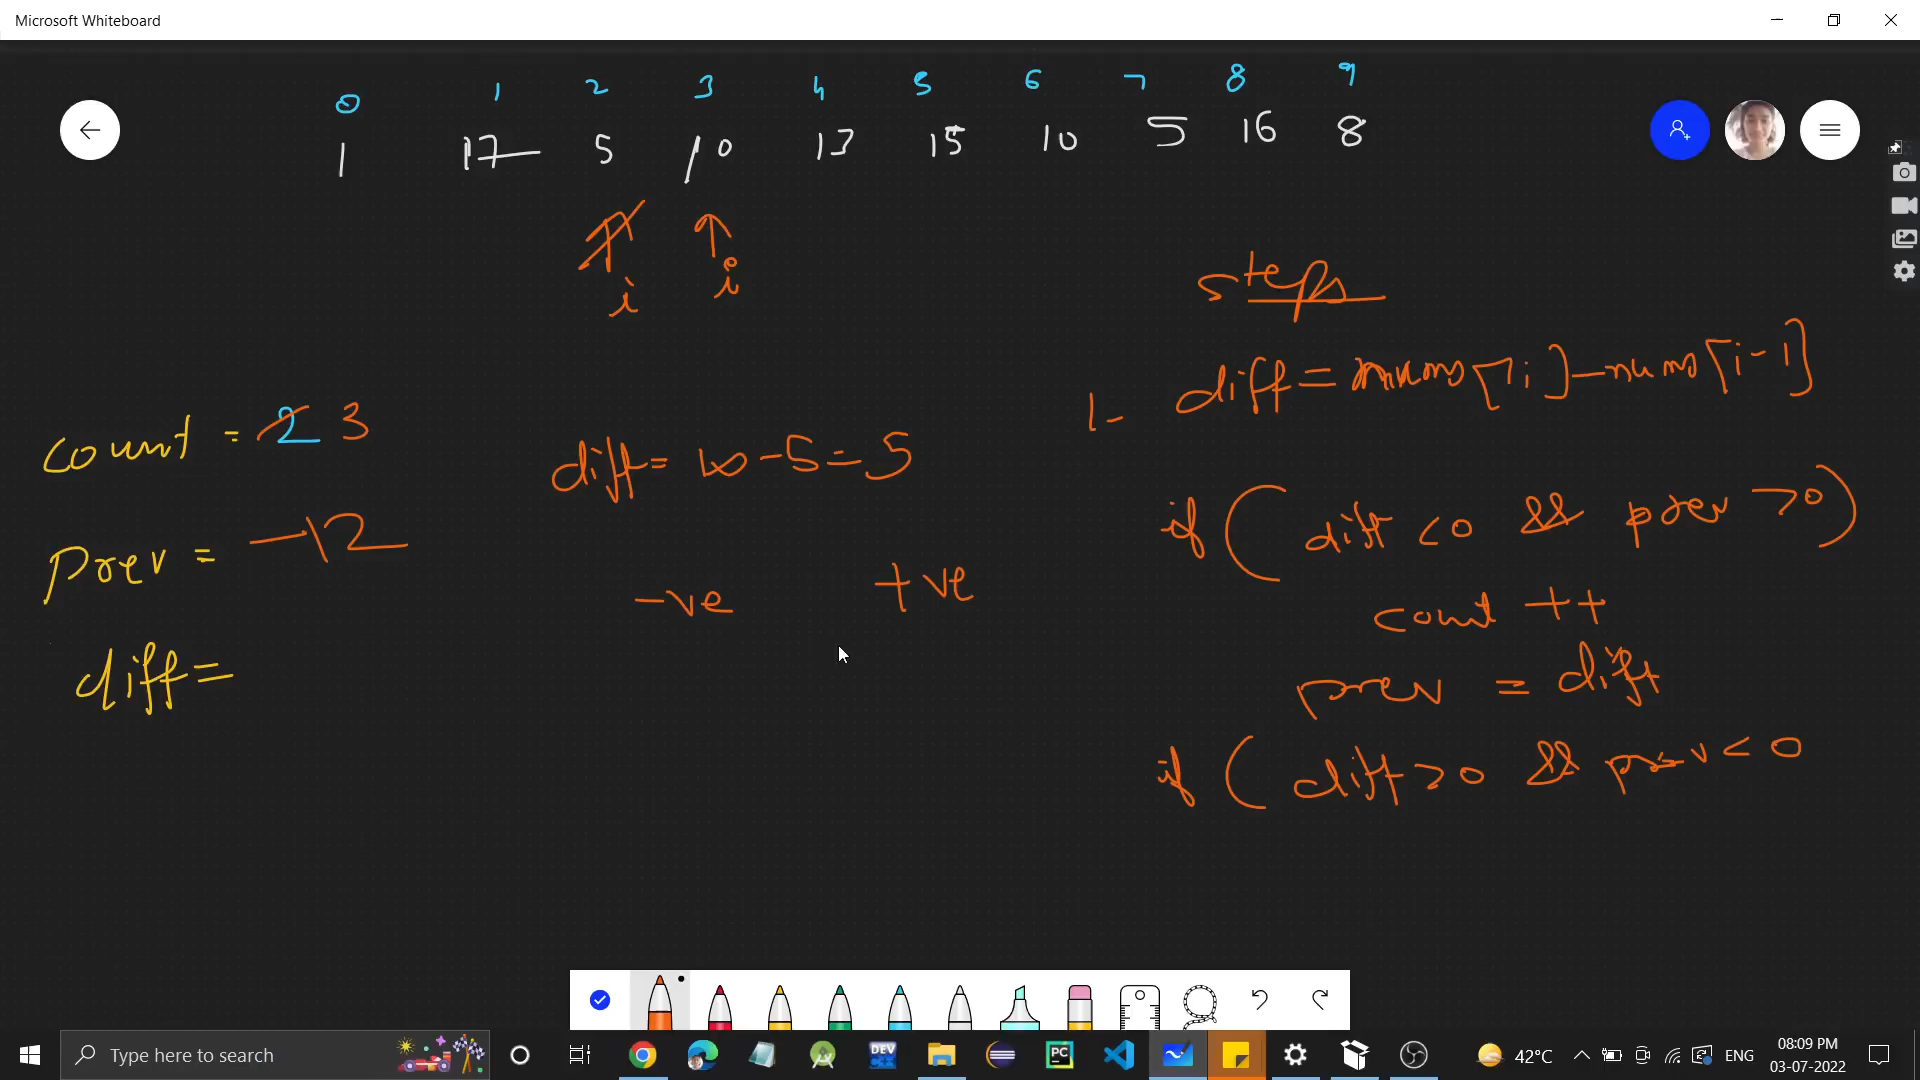 Microsoft Whiteboard
0 1 2 3 4 5 6 7 8 9
1 17 5 10 13 15 10 5 16 8
i i
steps
1- diff = nums[i] - nums[i-1]
count = 2 3
diff = 10 - 5 = 5
if (diff < 0 && prev > 0)
prev = -12
-ve +ve
count ++
diff =
prev = diff
if (diff > 0 && prev < 0
Type here to search
DEV
PC
42°C
ENG
08:09 PM
03-07-2022